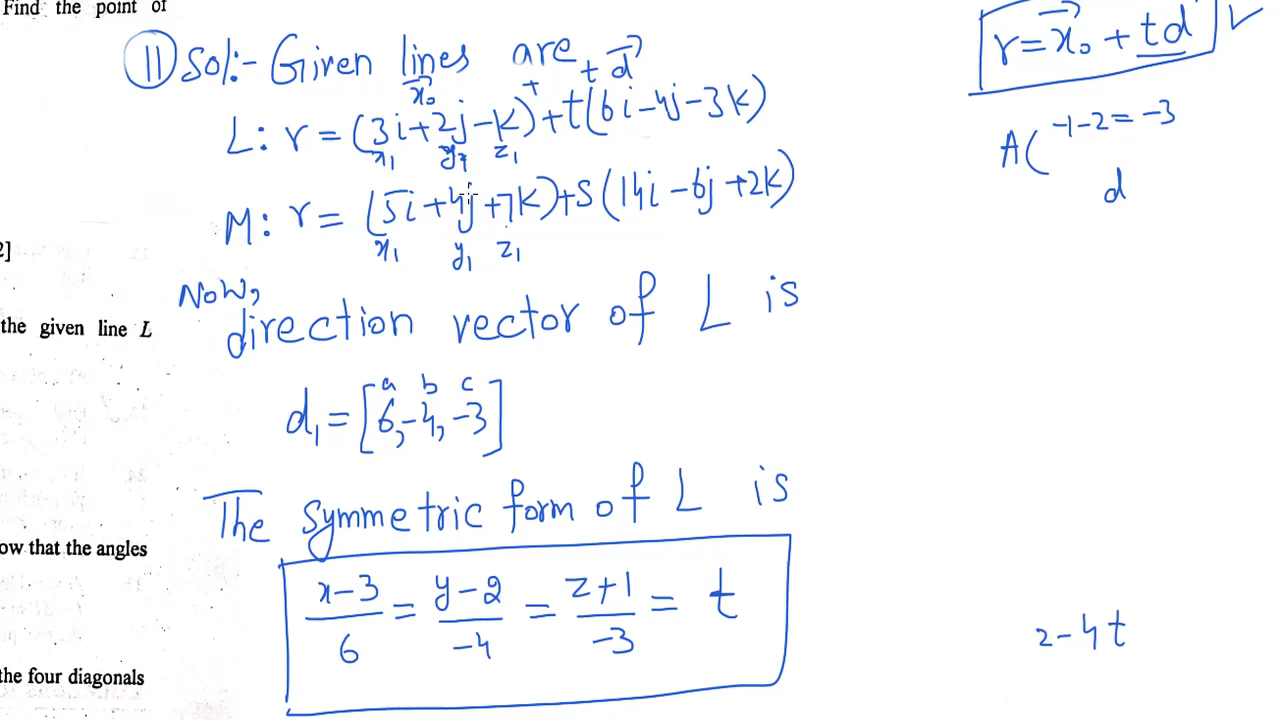 Find the point of
r = x₀ + td
(11) Sol:- Given lines are
x₀ + t d
L: r = (3i+2j-k) + t(6i-4j-3k)
x₁ y₁ z₁
A( -1-2 = -3
d
M: r = (5i+4j+7k)+s(14i-6j+2k)
x₁ y₁ z₁
2]
Now,
direction vector of L is
the given line L
a b c
d₁ = [6,-4,-3]
The symmetric form of L is
ow that the angles
x-3/6 = y-2/-4 = z+1/-3 = t
2-4t
the four diagonals